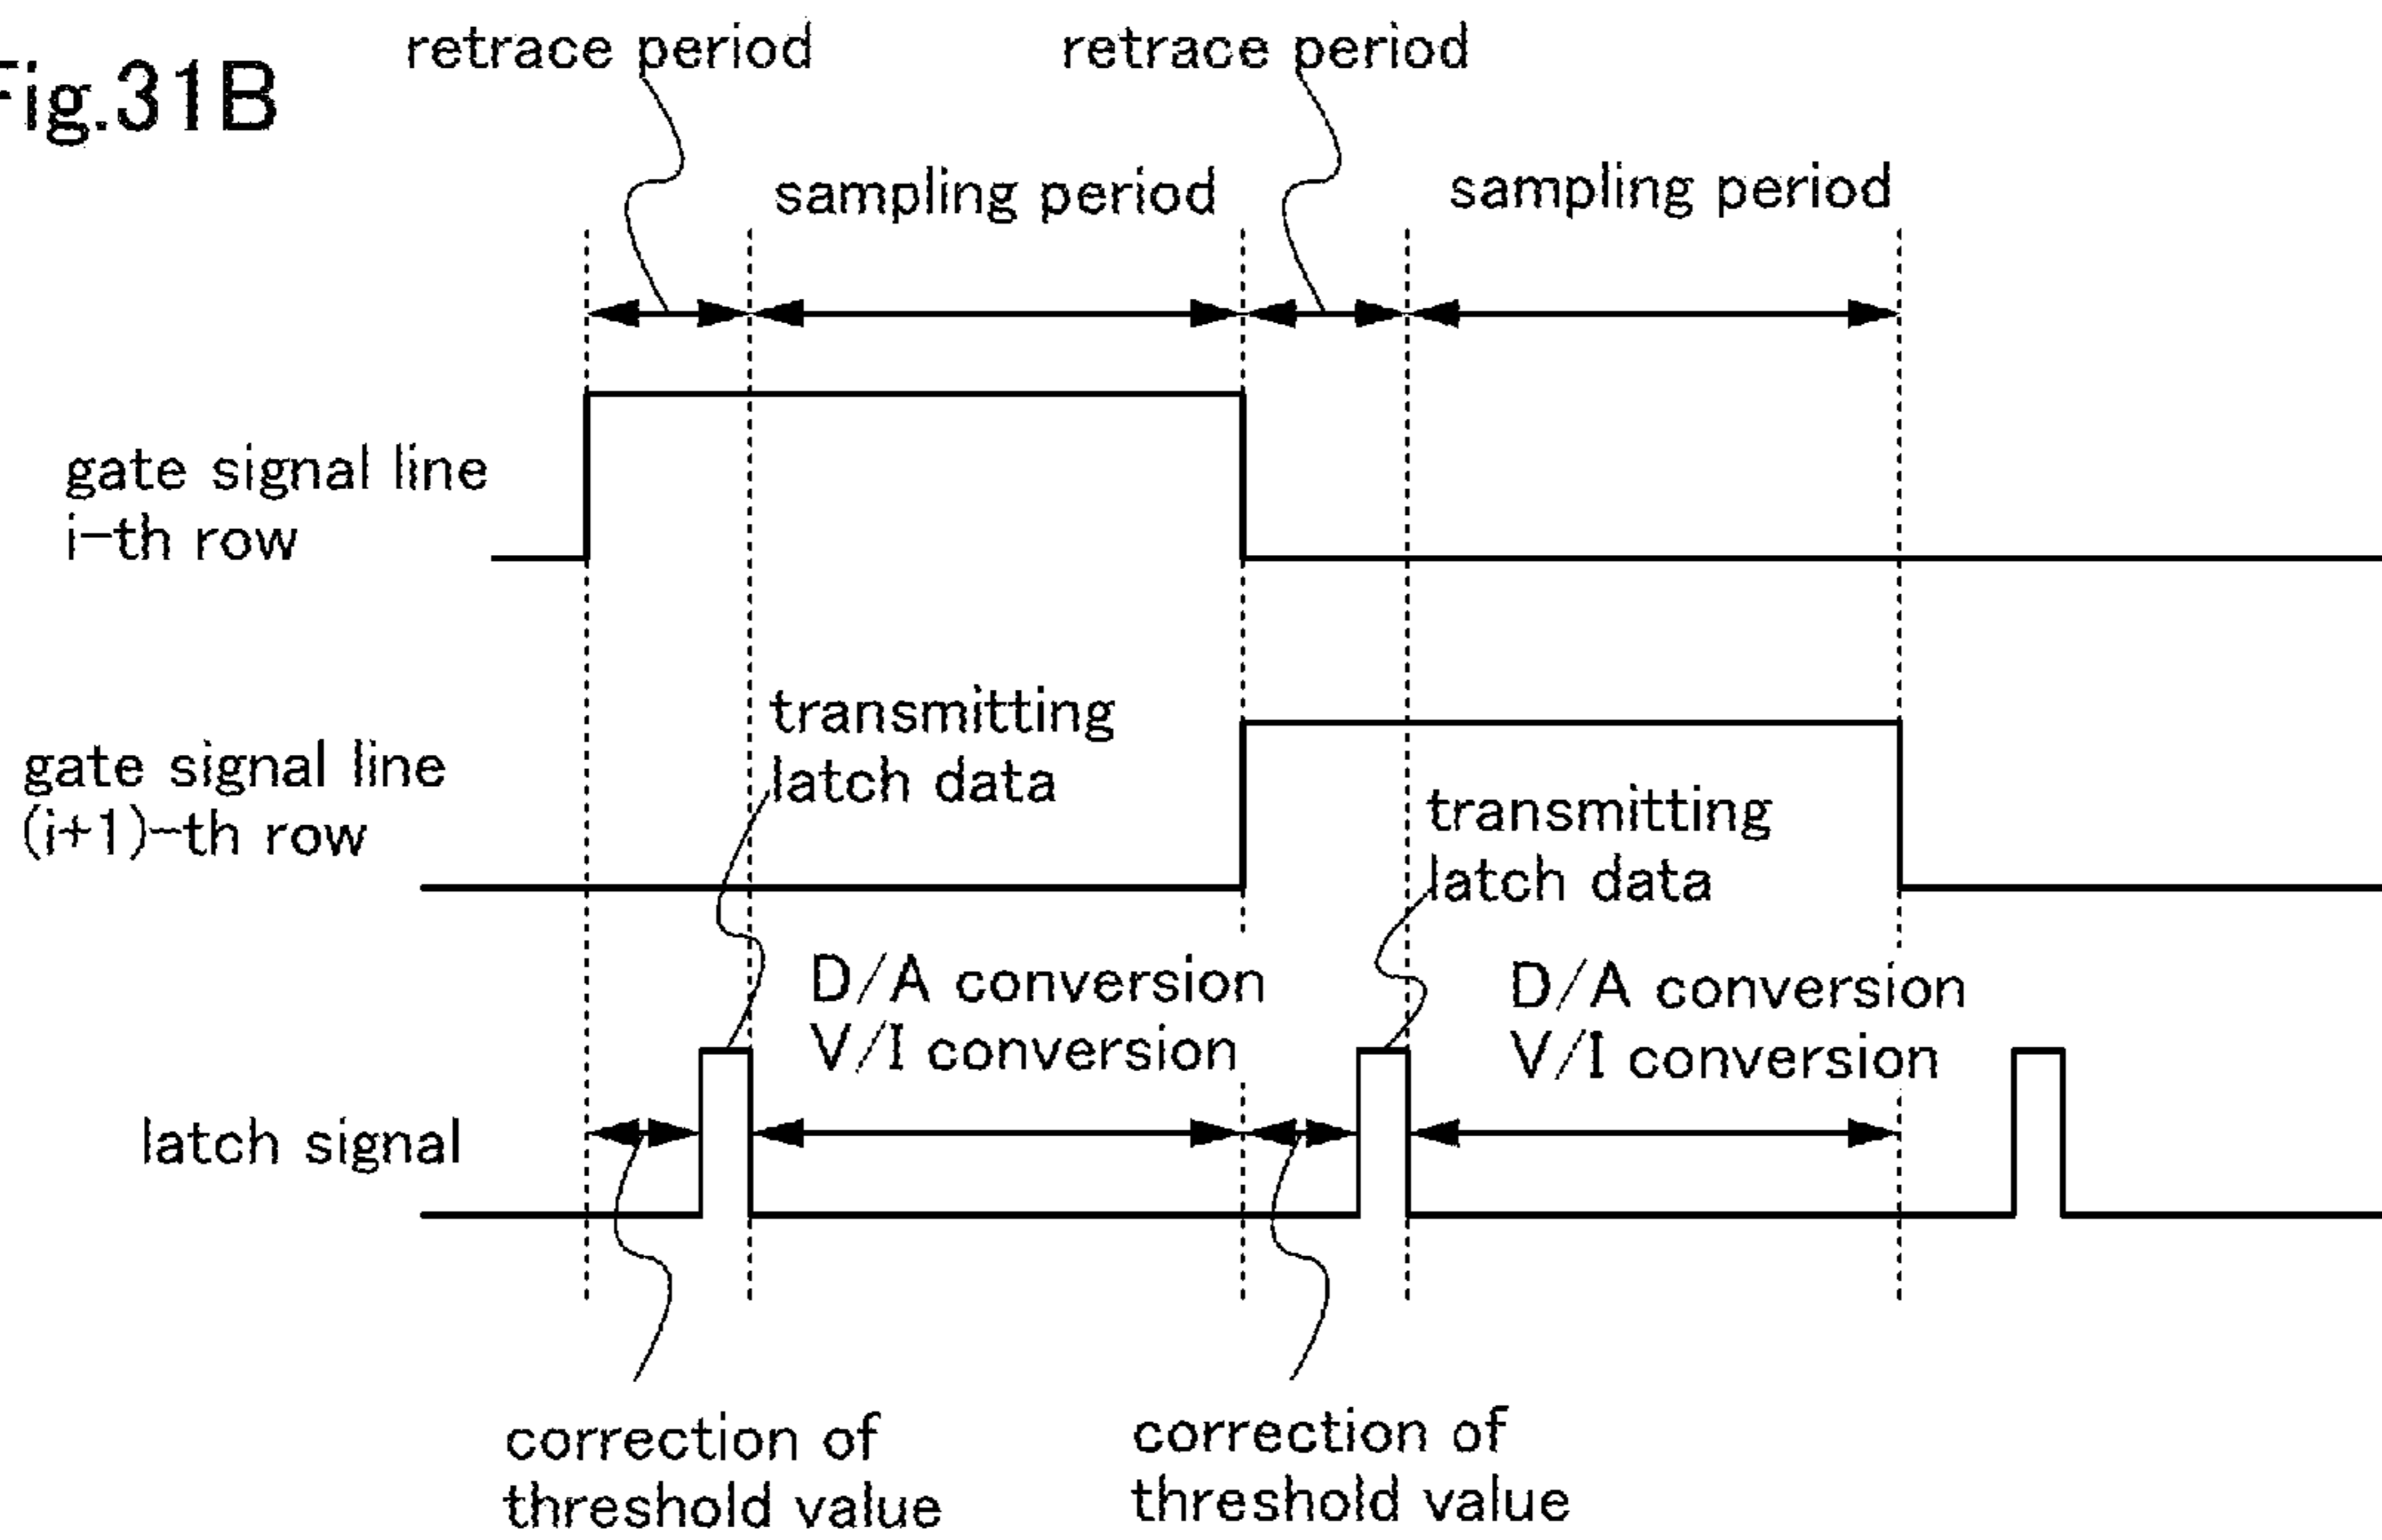 Fig.31B
retrace period
retrace period
sampling period
sampling period
gate signal line
i-th row
transmitting
latch data
gate signal line
(i+1)-th row
transmitting
latch data
D/A conversion
V/I conversion
D/A conversion
V/I conversion
latch signal
correction of
threshold value
correction of
threshold value